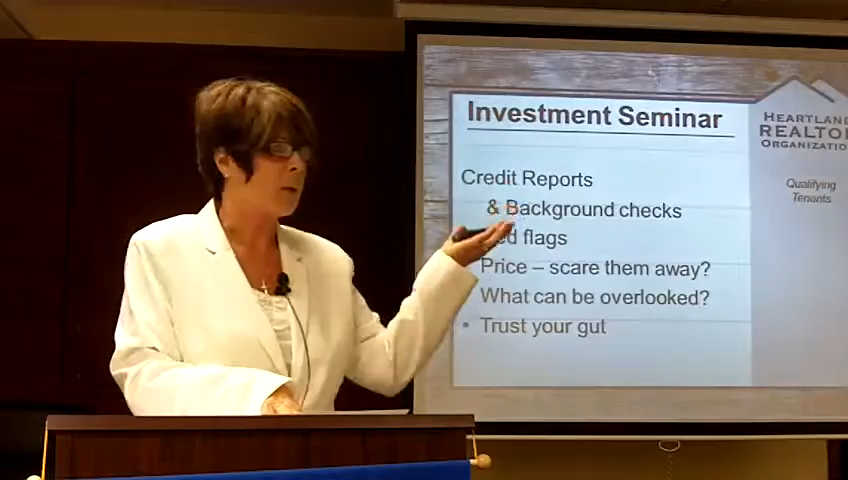 Investment Seminar
HEARTLAND
REALTOR
ORGANIZATION
Credit Reports
Qualifying
Tenants
& Background checks
flags
Price – scare them away?
What can be overlooked?
• Trust your gut